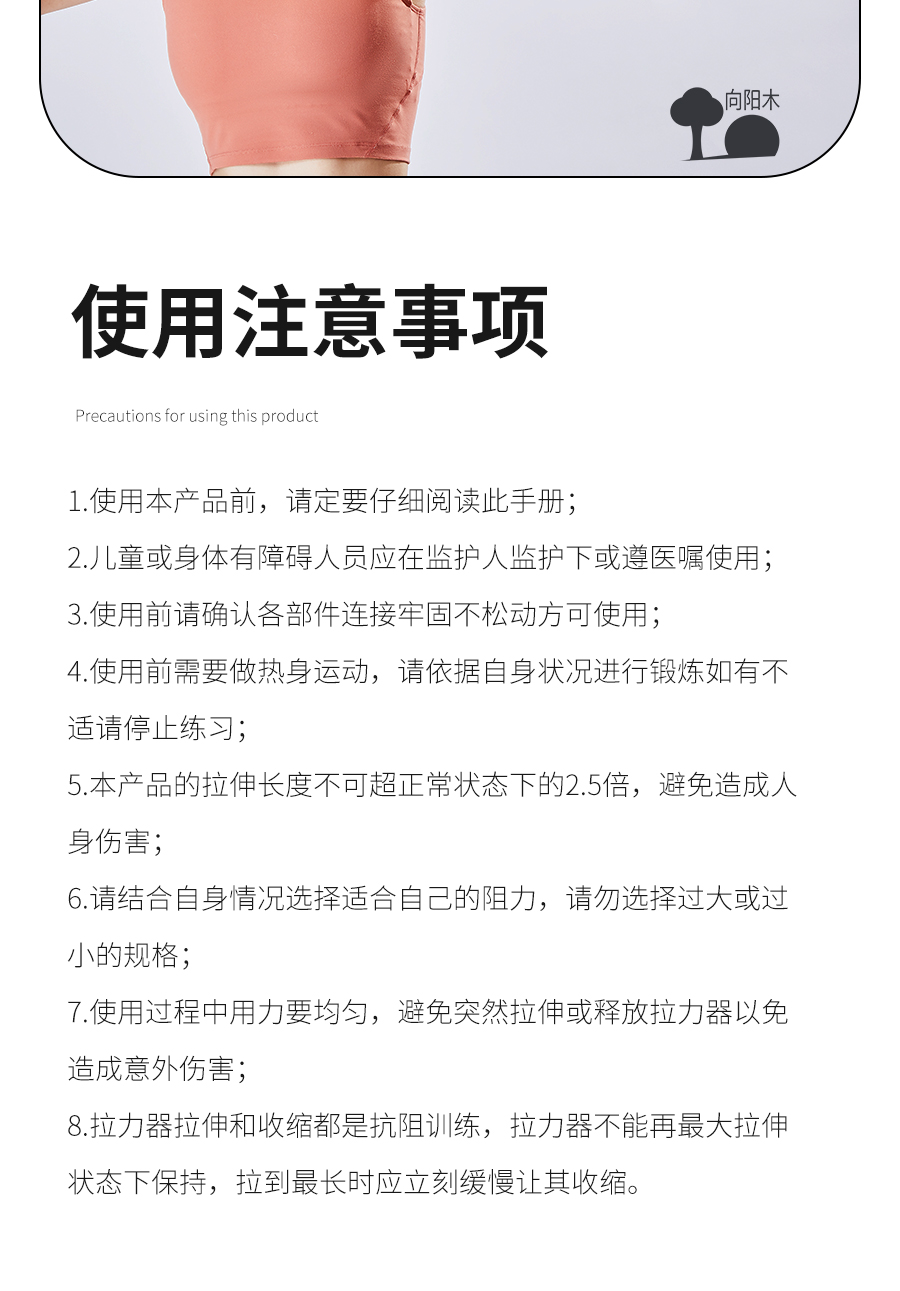 向阳木
使用注意事项
Precautions for using this product
1.使用本产品前，请定要仔细阅读此手册；
2.儿童或身体有障碍人员应在监护人监护下或遵医嘱使用；
3.使用前请确认各部件连接牢固不松动方可使用；
4.使用前需要做热身运动，请依据自身状况进行锻炼如有不
适请停止练习；
5.本产品的拉伸长度不可超正常状态下的2.5倍，避免造成人
身伤害；
6.请结合自身情况选择适合自己的阻力，请勿选择过大或过
小的规格；
7.使用过程中用力要均匀，避免突然拉伸或释放拉力器以免
造成意外伤害；
8.拉力器拉伸和收缩都是抗阻训练，拉力器不能再最大拉伸
状态下保持，拉到最长时应立刻缓慢让其收缩。